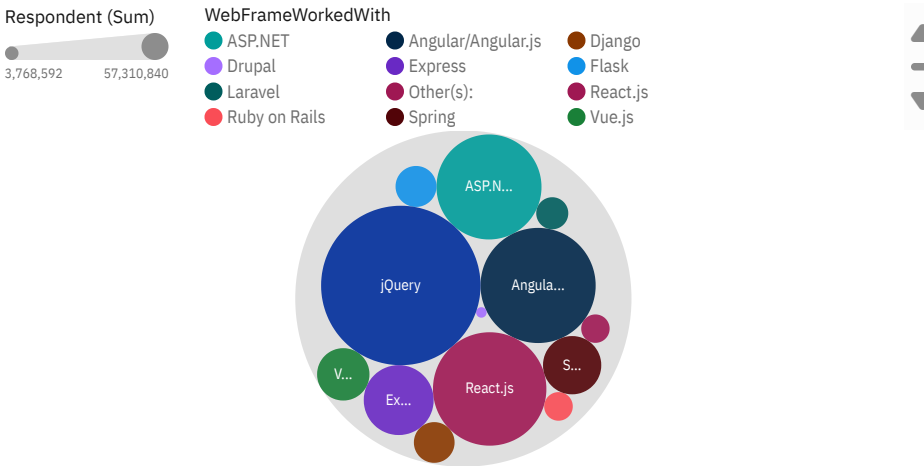 Respondent (Sum)
3,768,592 57,310,840
WebFrameWorkedWith
ASP.NET Angular/Angular.js Django
Drupal Express Flask
Laravel Other(s): React.js
Ruby on Rails Spring Vue.js
ASP.N...
jQuery Angula...
S...
V... React.js
Ex...